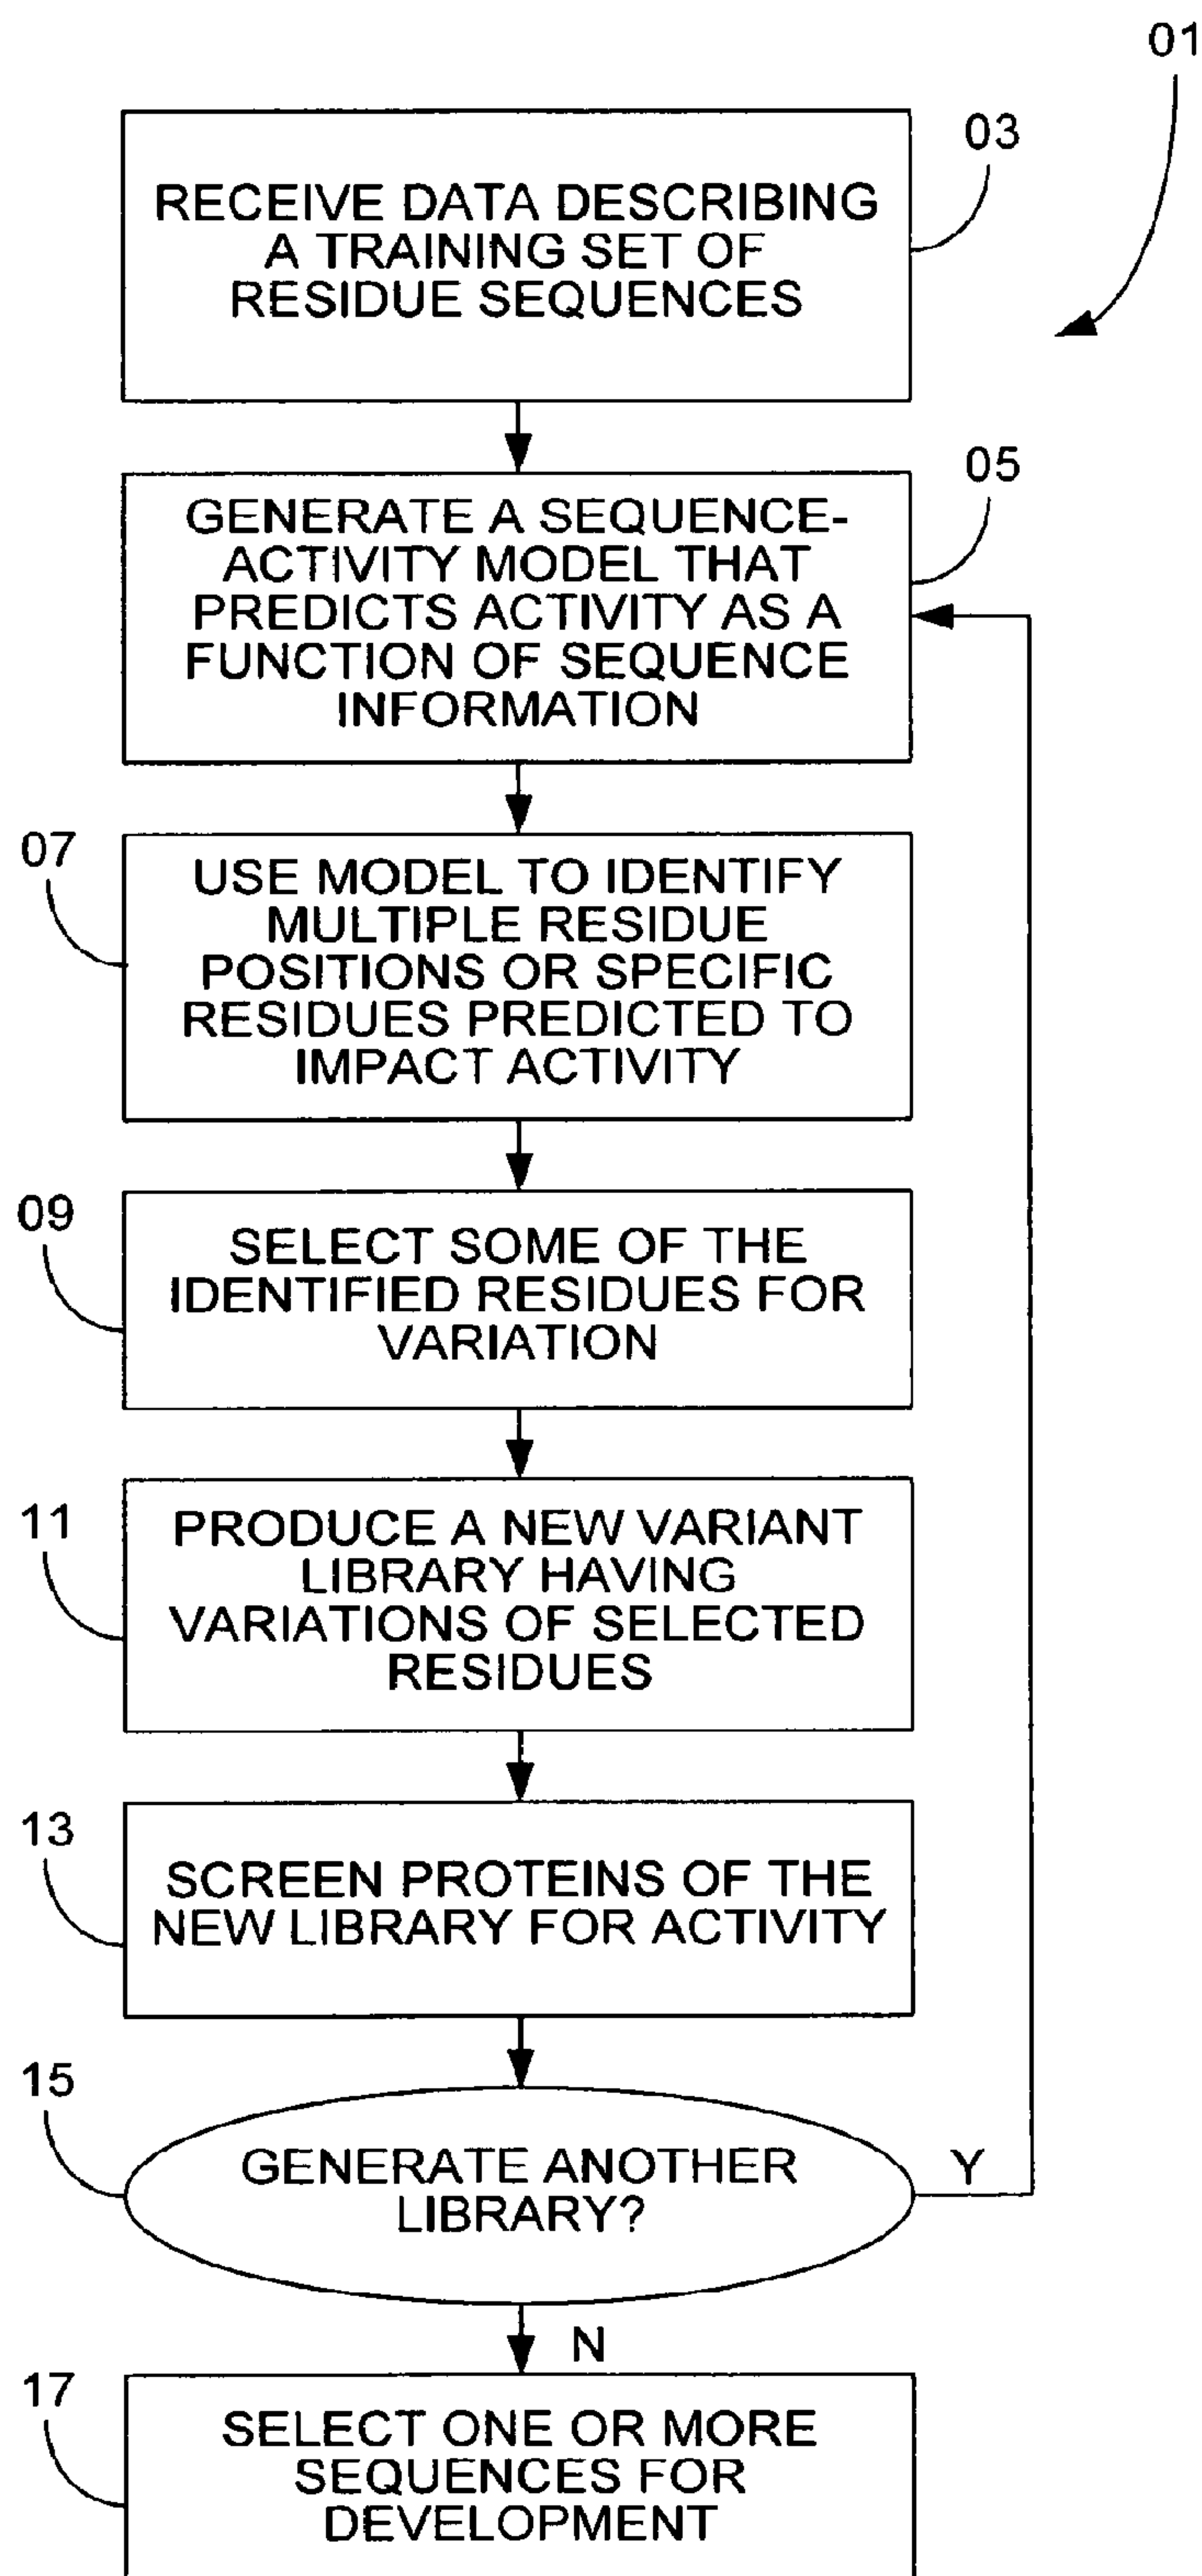 01
03
RECEIVE DATA DESCRIBING
A TRAINING SET OF
RESIDUE SEQUENCES
05
GENERATE A SEQUENCE-
ACTIVITY MODEL THAT
PREDICTS ACTIVITY AS A
FUNCTION OF SEQUENCE
INFORMATION
07
USE MODEL TO IDENTIFY
MULTIPLE RESIDUE
POSITIONS OR SPECIFIC
RESIDUES PREDICTED TO
IMPACT ACTIVITY
09
SELECT SOME OF THE
IDENTIFIED RESIDUES FOR
VARIATION
11
PRODUCE A NEW VARIANT
LIBRARY HAVING
VARIATIONS OF SELECTED
RESIDUES
13
SCREEN PROTEINS OF THE
NEW LIBRARY FOR ACTIVITY
15
GENERATE ANOTHER
LIBRARY?
Y
N
17
SELECT ONE OR MORE
SEQUENCES FOR
DEVELOPMENT